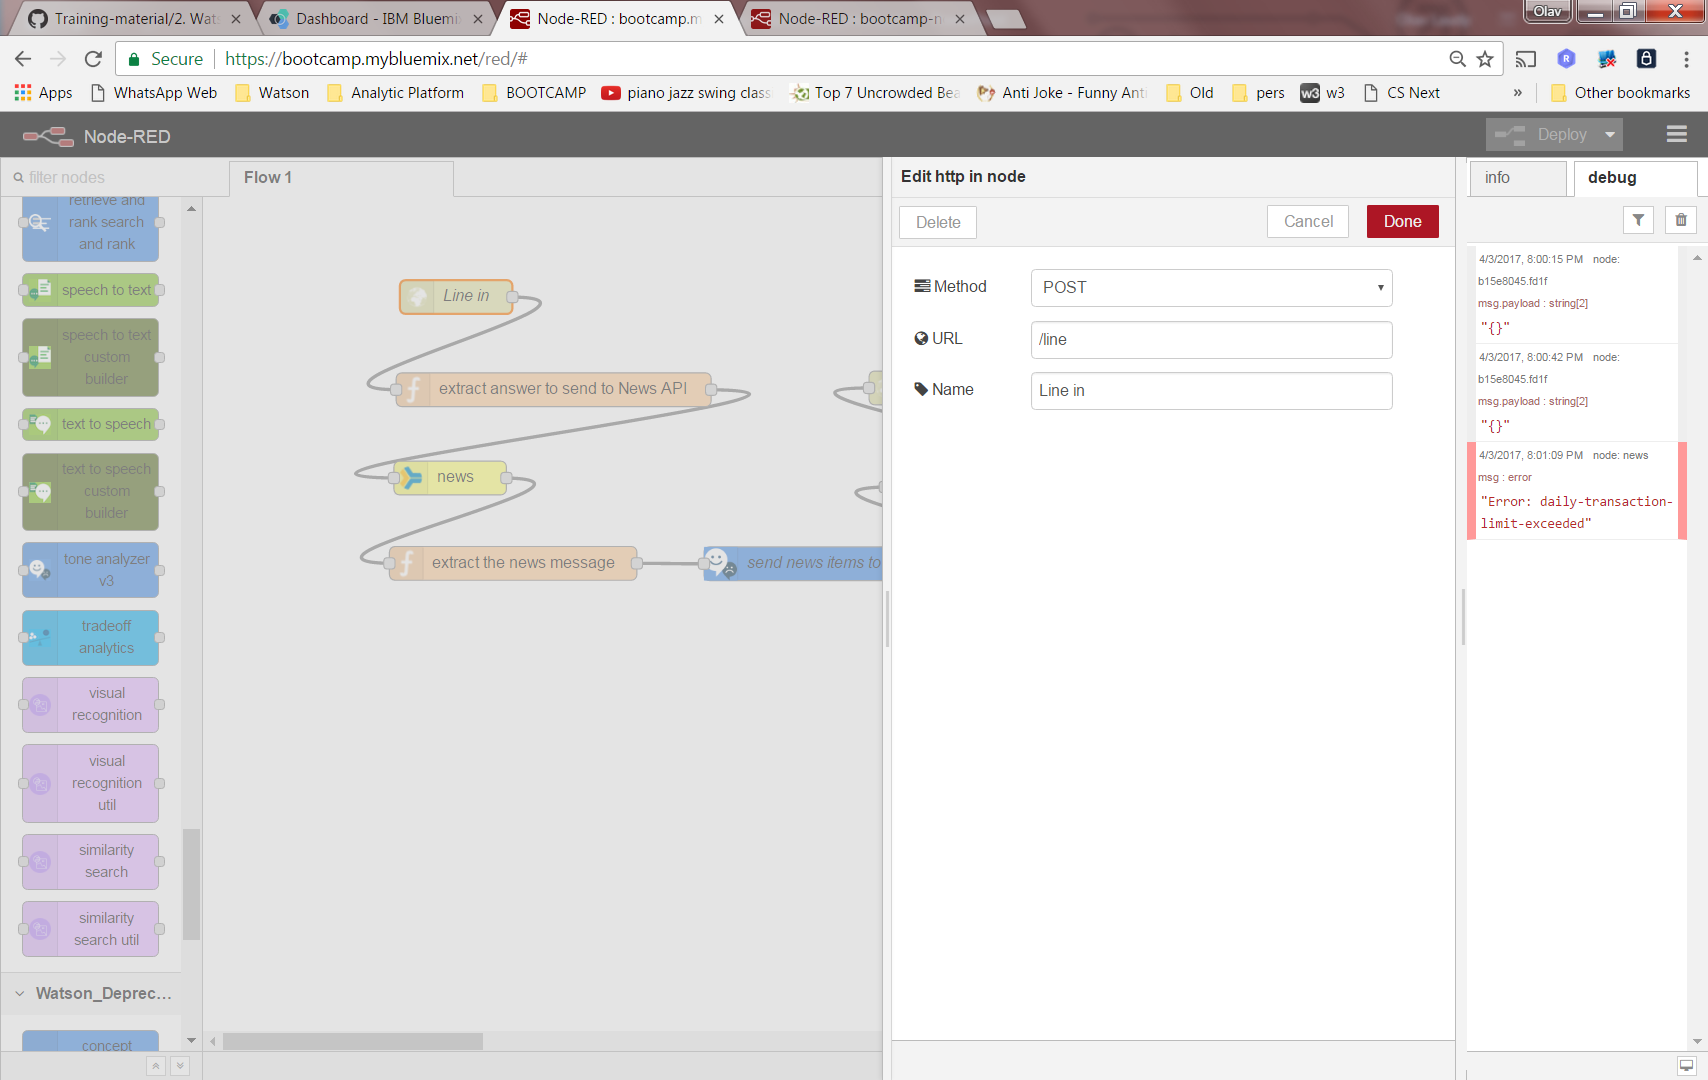 Training-material/2. Wats
Dashboard - IBM Bluemi
Node-RED : bootcamp.m
Node-RED : bootcamp-n
Olav
Secure
https://bootcamp.mybluemix.net/red/#
Apps
WhatsApp Web
Watson
Analytic Platform
BOOTCAMP
piano jazz swing class
Top 7 Uncrowded Bea
Anti Joke - Funny Anti
Old
pers
w3
w3
CS Next
»
Other bookmarks
Node-RED
Deploy
filter nodes
retrieve and
rank search
and rank
speech to text
speech to text
custom
builder
text to speech
text to speech
custom
builder
tone analyzer
v3
tradeoff
analytics
visual
recognition
visual
recognition
util
similarity
search
similarity
search util
Watson_Deprec...
concept
Flow 1
Line in
extract answer to send to News API
news
extract the news message
send news items to
Edit http in node
Delete
Cancel
Done
Method
POST
URL
/line
Name
Line in
info
debug
4/3/2017, 8:00:15 PM node:
b15e8045.fd1f
msg.payload : string[2]
"{}"
4/3/2017, 8:00:42 PM node:
b15e8045.fd1f
msg.payload : string[2]
"{}"
4/3/2017, 8:01:09 PM node: news
msg : error
"Error: daily-transaction-
limit-exceeded"